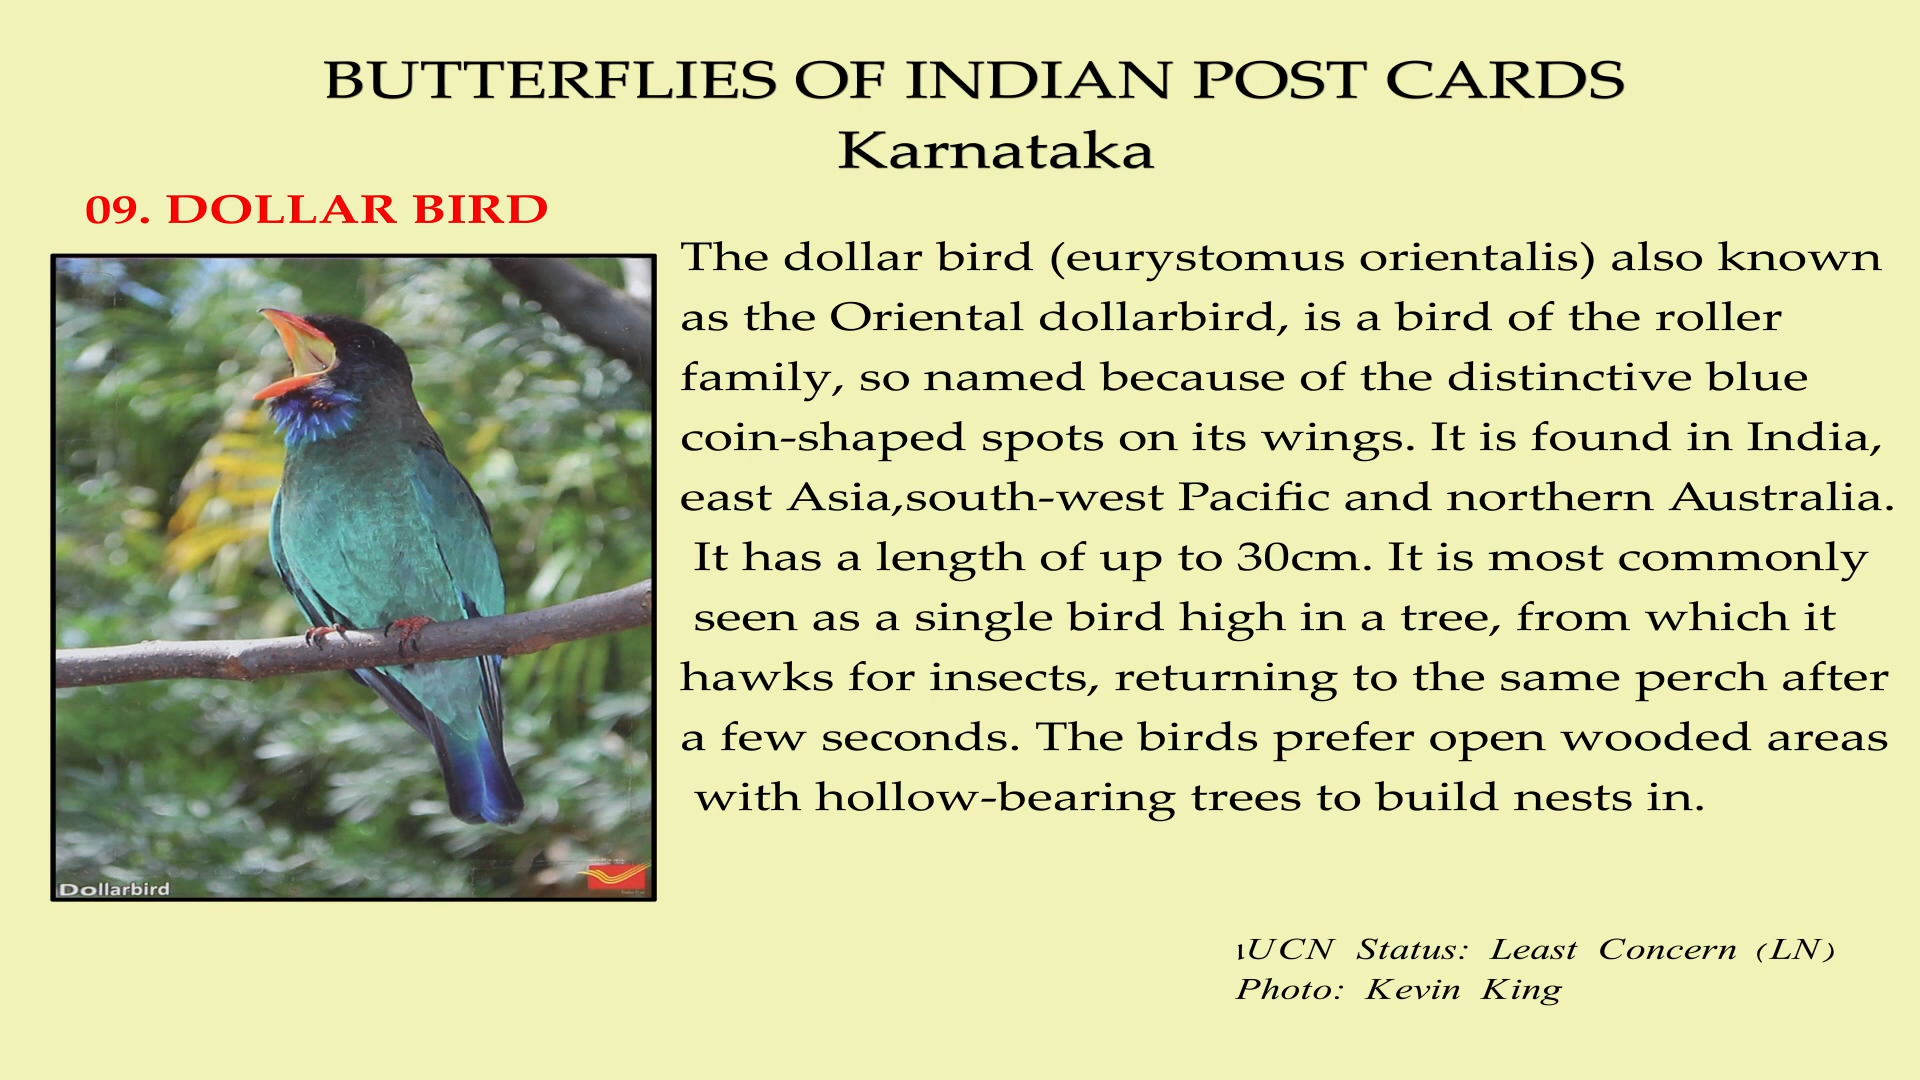 BUTTERFLIES OF INDIAN POST CARDS
Karnataka
09. DOLLAR BIRD
The dollar bird (eurystomus orientalis) also known
as the Oriental dollarbird, is a bird of the roller
family, so named because of the distinctive blue
coin-shaped spots on its wings. It is found in India,
east Asia,south-west Pacific and northern Australia.
It has a length of up to 30cm. It is most commonly
seen as a single bird high in a tree, from which it
hawks for insects, returning to the same perch after
a few seconds. The birds prefer open wooded areas
with hollow-bearing trees to build nests in.
Dollarbird
IUCN Status: Least Concern (LN)
Photo: Kevin King